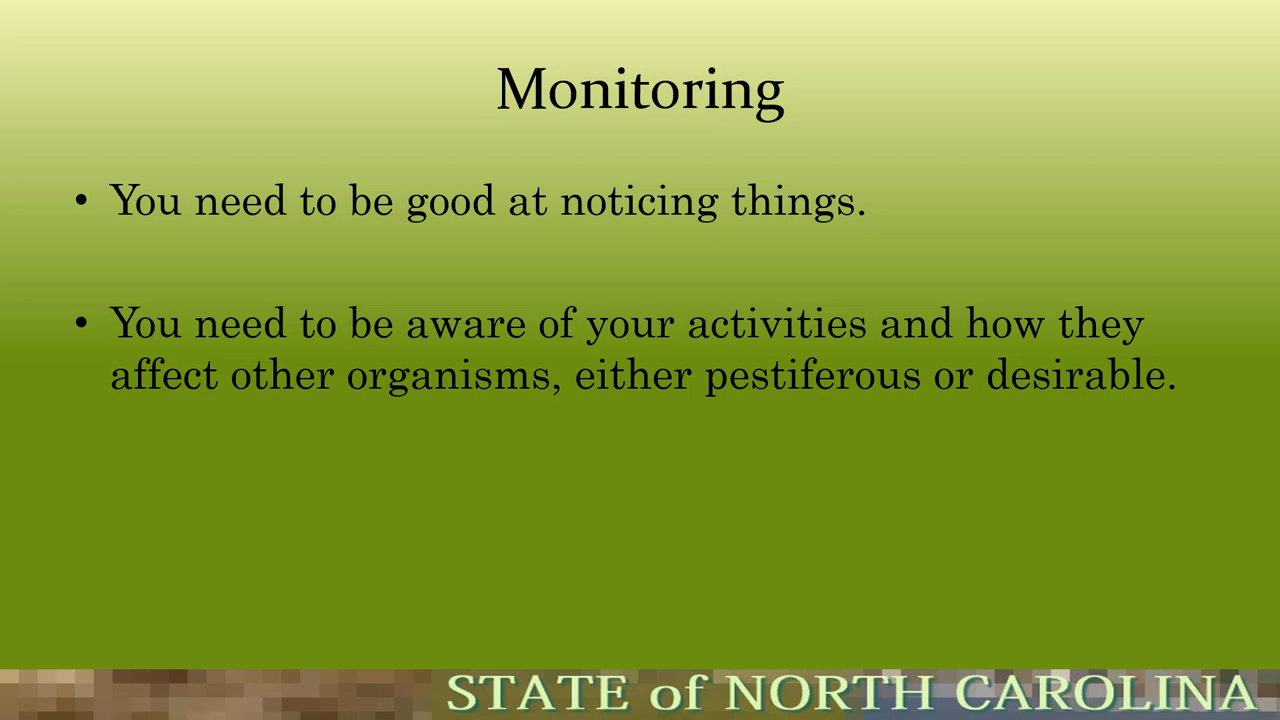 Monitoring
• You need to be good at noticing things.
• You need to be aware of your activities and how they
affect other organisms, either pestiferous or desirable.
STATE of NORTH CAROLINA